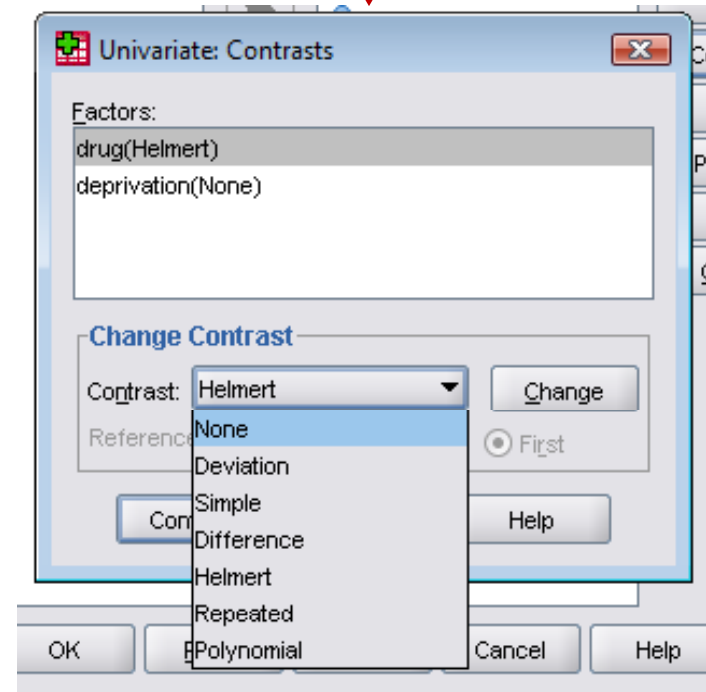 Univariate: Contrasts
Factors:
drug(Helmert)
deprivation(None)
Change Contrast
Contrast: Helmert Change
None
First
Deviation
Simple
Help
Difference
Helmert
Repeated
Polynomial
OK
Cancel
Help